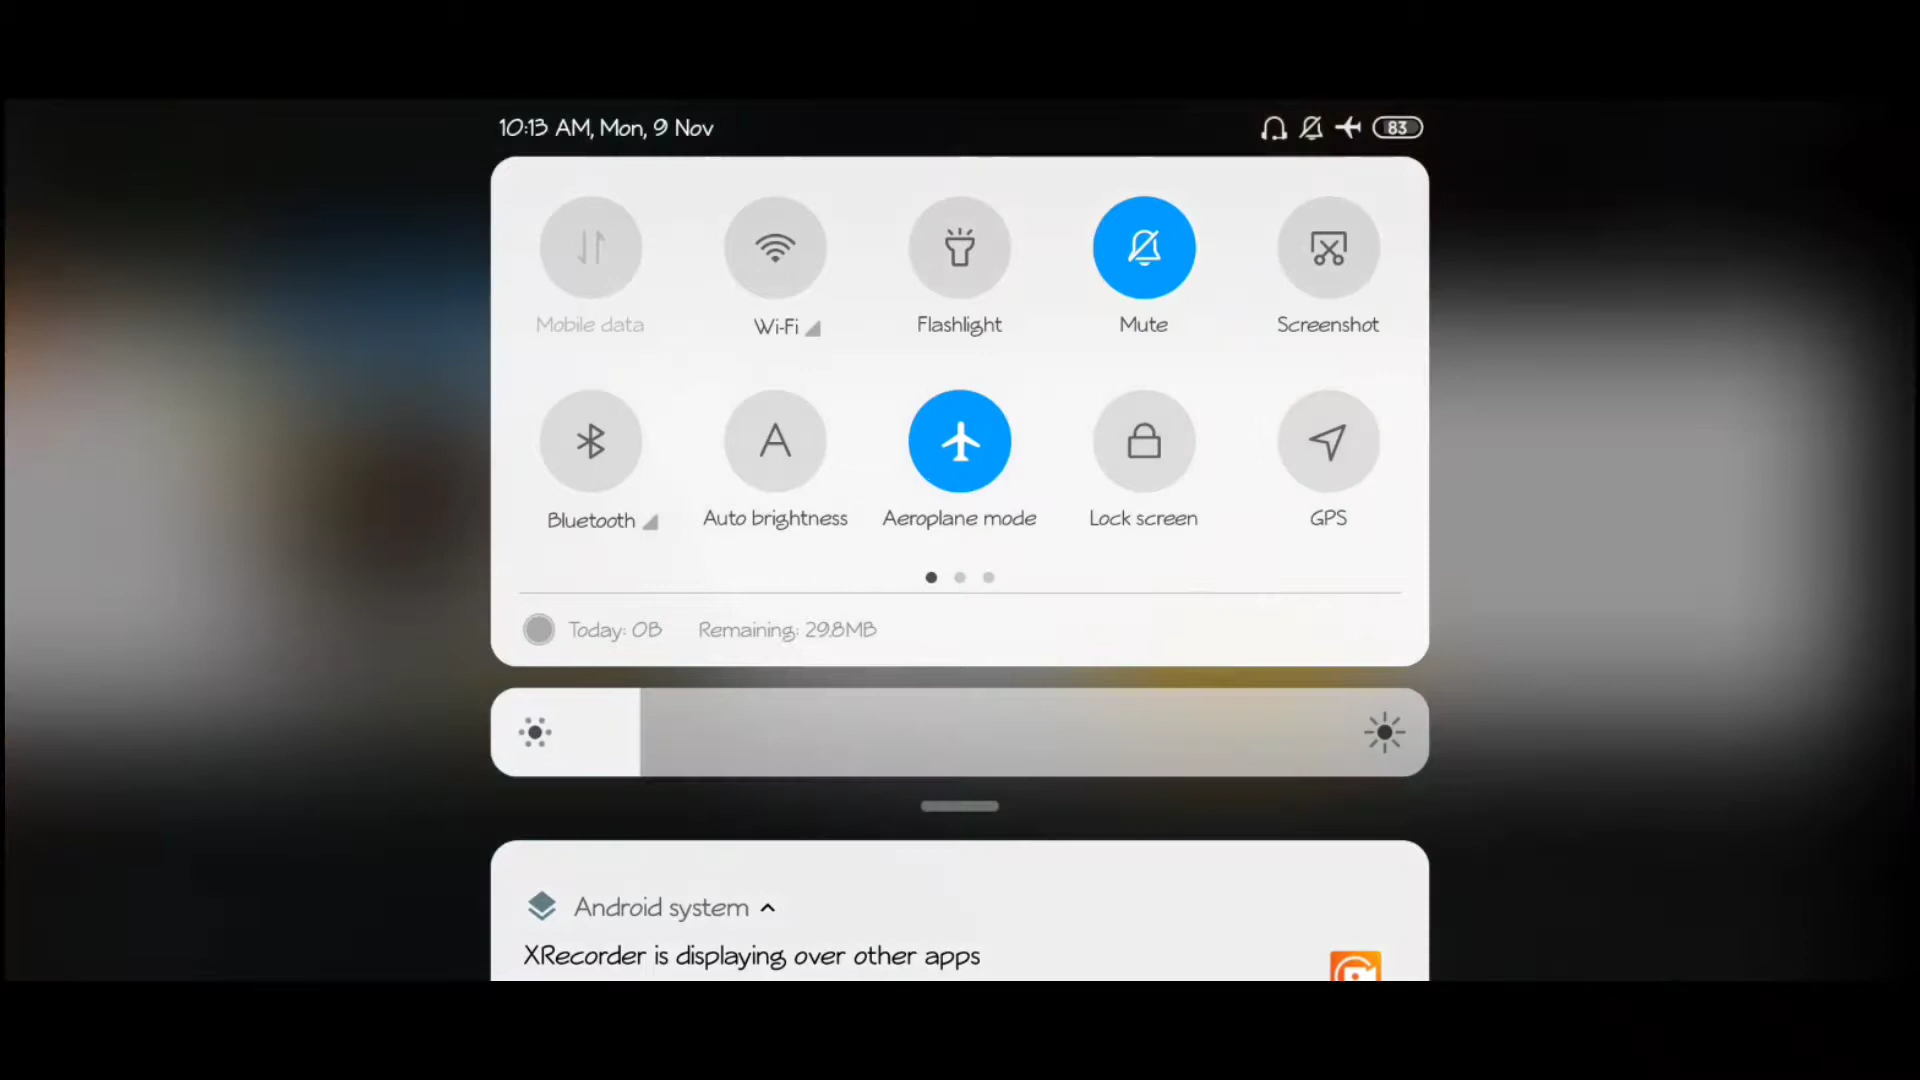 10:13 AM, Mon, 9 Nov
83
Mobile data
Wi-Fi
Flashlight
Mute
Screenshot
A
Bluetooth
Auto brightness
Aeroplane mode
Lock screen
GPS
Today: 0B
Remaining: 29.8MB
Android system
XRecorder is displaying over other apps